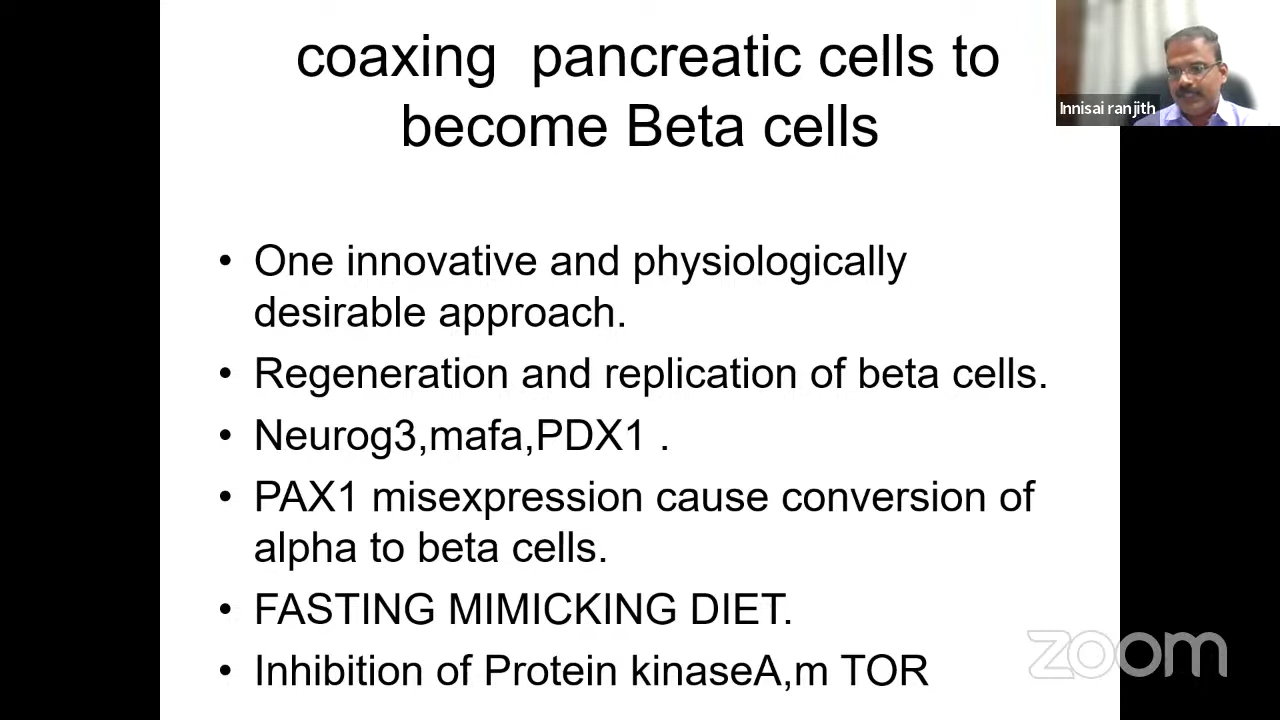 coaxing pancreatic cells to
become Beta cells
Innisai ranjith
• One innovative and physiologically
desirable approach.
• Regeneration and replication of beta cells.
• Neurog3,mafa,PDX1 .
• PAX1 misexpression cause conversion of
alpha to beta cells.
• FASTING MIMICKING DIET.
• Inhibition of Protein kinaseA,m TOR
zoom